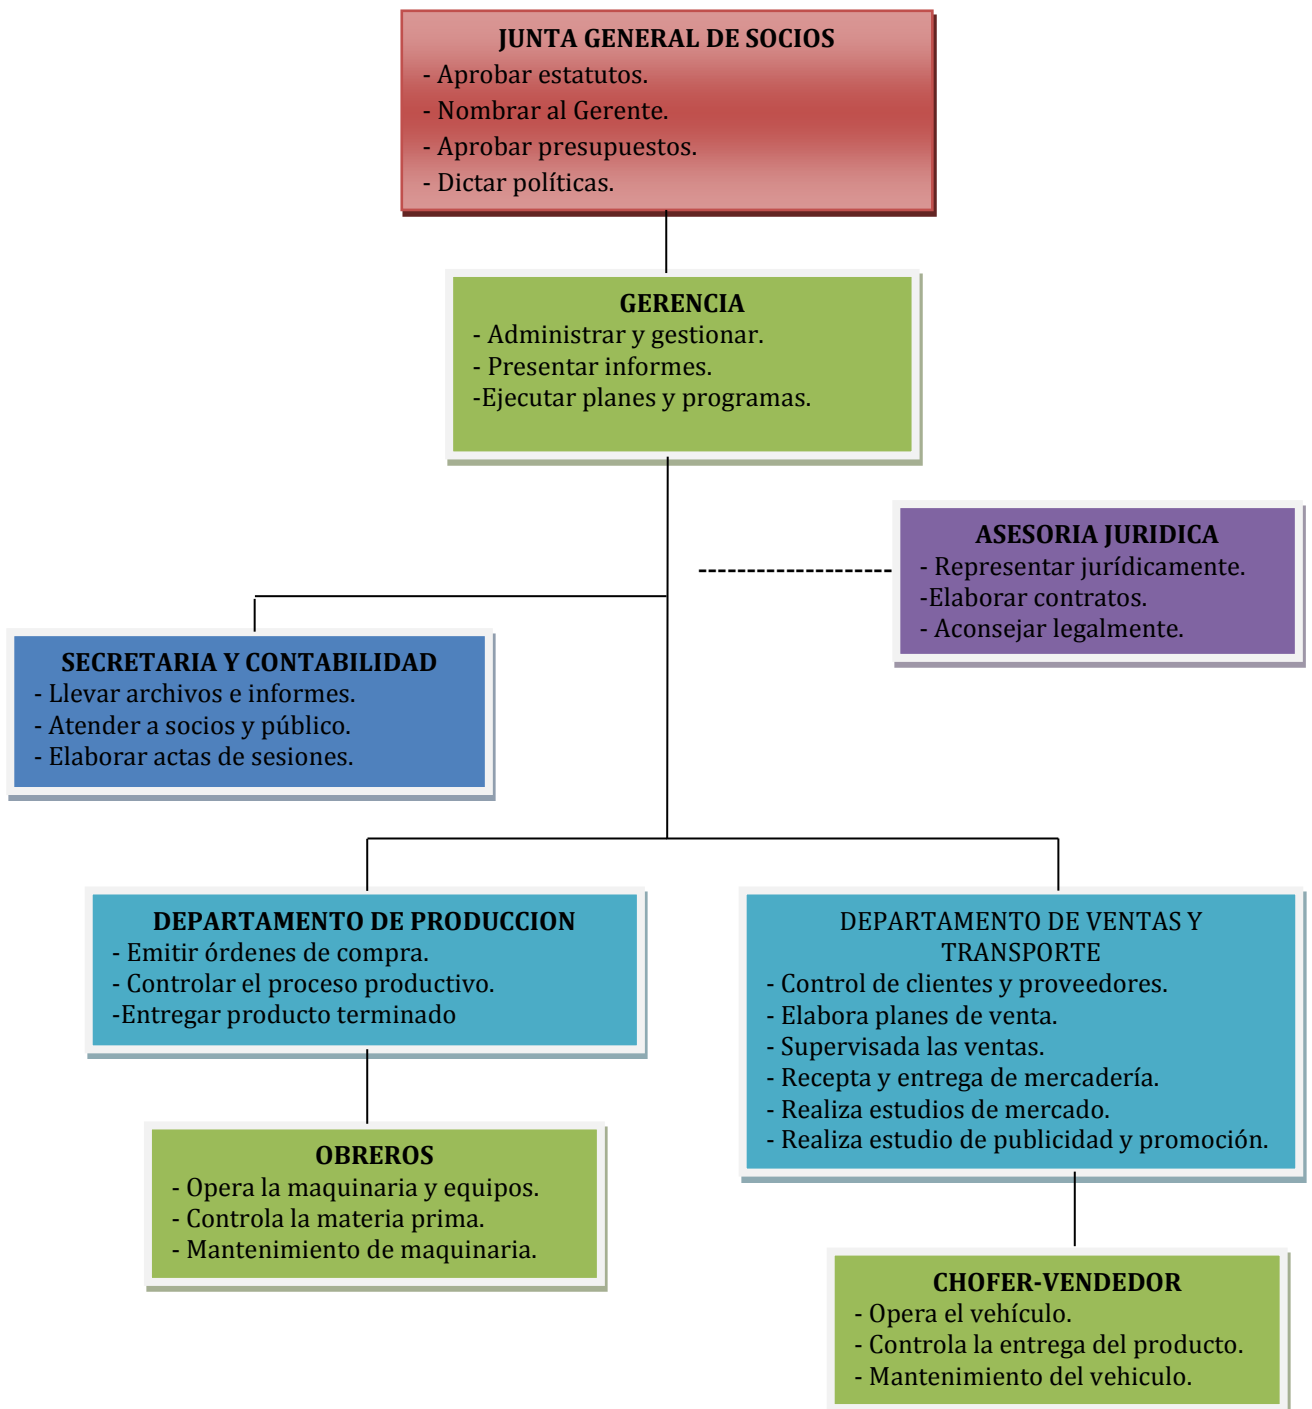 JUNTA GENERAL DE SOCIOS
- Aprobar estatutos.
- Nombrar al Gerente.
- Aprobar presupuestos.
- Dictar políticas.
GERENCIA
- Administrar y gestionar.
- Presentar informes.
-Ejecutar planes y programas.
ASESORIA JURIDICA
- Representar jurídicamente.
-Elaborar contratos.
- Aconsejar legalmente.
SECRETARIA Y CONTABILIDAD
- Llevar archivos e informes.
- Atender a socios y público.
- Elaborar actas de sesiones.
DEPARTAMENTO DE PRODUCCION
- Emitir órdenes de compra.
- Controlar el proceso productivo.
-Entregar producto terminado
DEPARTAMENTO DE VENTAS Y
TRANSPORTE
- Control de clientes y proveedores.
- Elabora planes de venta.
- Supervisada las ventas.
- Recepta y entrega de mercadería.
- Realiza estudios de mercado.
- Realiza estudio de publicidad y promoción.
OBREROS
- Opera la maquinaria y equipos.
- Controla la materia prima.
- Mantenimiento de maquinaria.
CHOFER-VENDEDOR
- Opera el vehículo.
- Controla la entrega del producto.
- Mantenimiento del vehiculo.